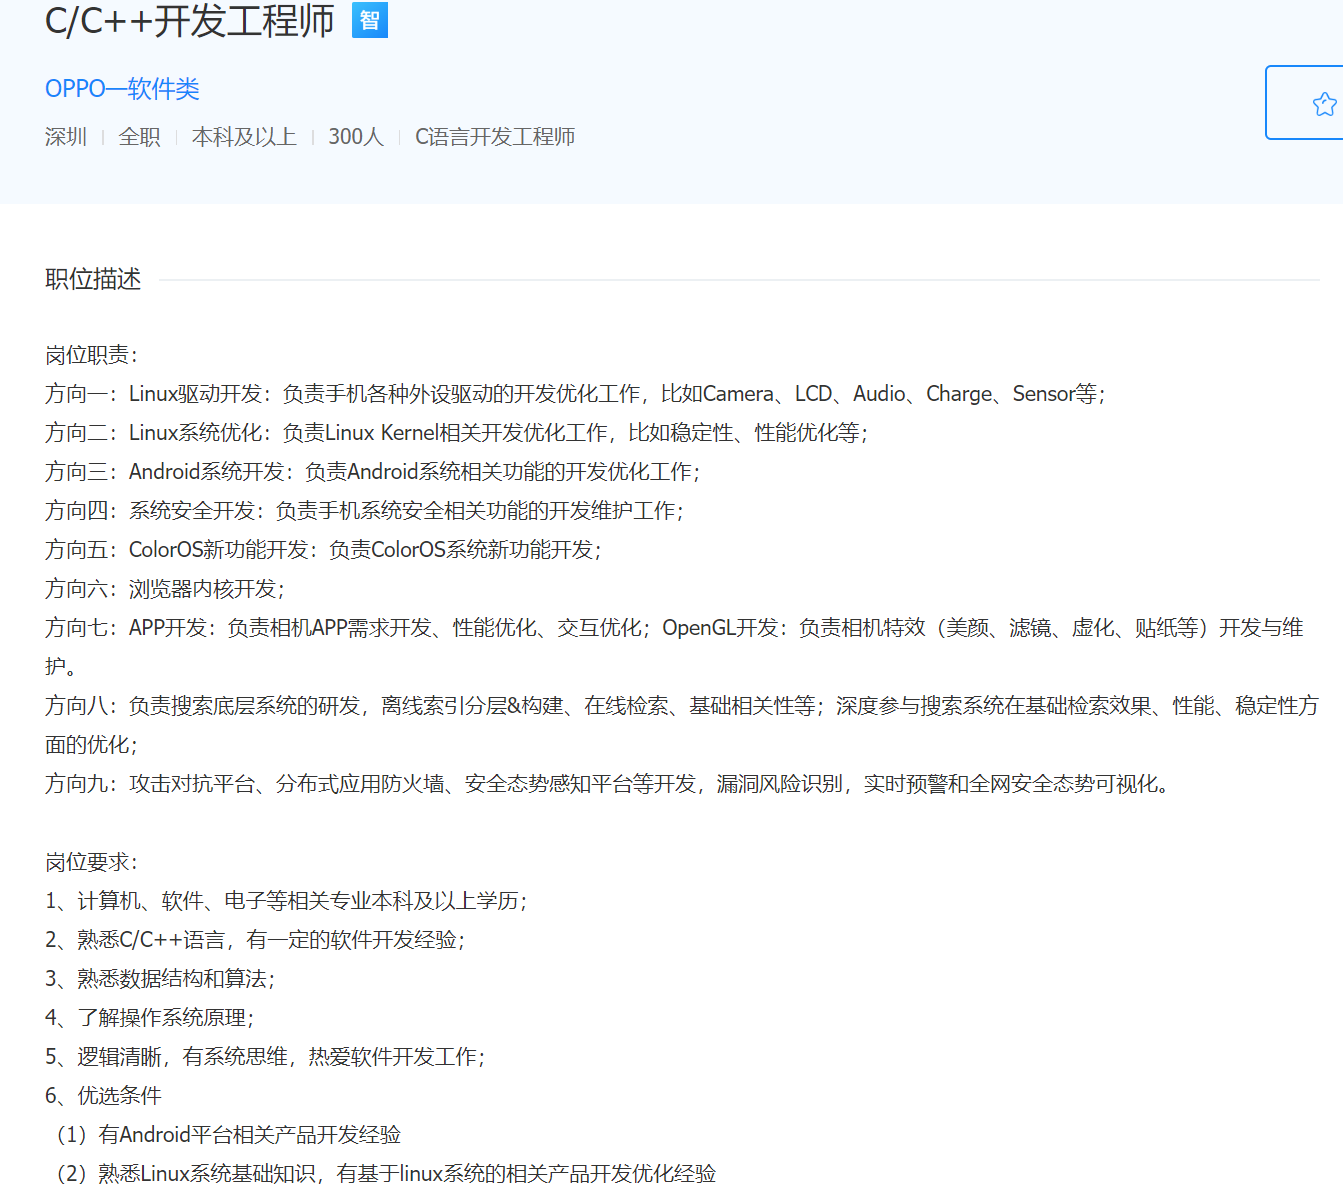 C/C++开发工程师 智
OPPO—软件类
深圳 | 全职 | 本科及以上 | 300人 | C语言开发工程师
职位描述
岗位职责：
方向一：Linux驱动开发：负责手机各种外设驱动的开发优化工作，比如Camera、LCD、Audio、Charge、Sensor等；
方向二：Linux系统优化：负责Linux Kernel相关开发优化工作，比如稳定性、性能优化等；
方向三：Android系统开发：负责Android系统相关功能的开发优化工作；
方向四：系统安全开发：负责手机系统安全相关功能的开发维护工作；
方向五：ColorOS新功能开发：负责ColorOS系统新功能开发；
方向六：浏览器内核开发；
方向七：APP开发：负责相机APP需求开发、性能优化、交互优化；OpenGL开发：负责相机特效（美颜、滤镜、虚化、贴纸等）开发与维
护。
方向八：负责搜索底层系统的研发，离线索引分层&构建、在线检索、基础相关性等；深度参与搜索系统在基础检索效果、性能、稳定性方
面的优化；
方向九：攻击对抗平台、分布式应用防火墙、安全态势感知平台等开发，漏洞风险识别，实时预警和全网安全态势可视化。
岗位要求：
1、计算机、软件、电子等相关专业本科及以上学历；
2、熟悉C/C++语言，有一定的软件开发经验；
3、熟悉数据结构和算法；
4、了解操作系统原理；
5、逻辑清晰，有系统思维，热爱软件开发工作；
6、优选条件
（1）有Android平台相关产品开发经验
（2）熟悉Linux系统基础知识，有基于linux系统的相关产品开发优化经验